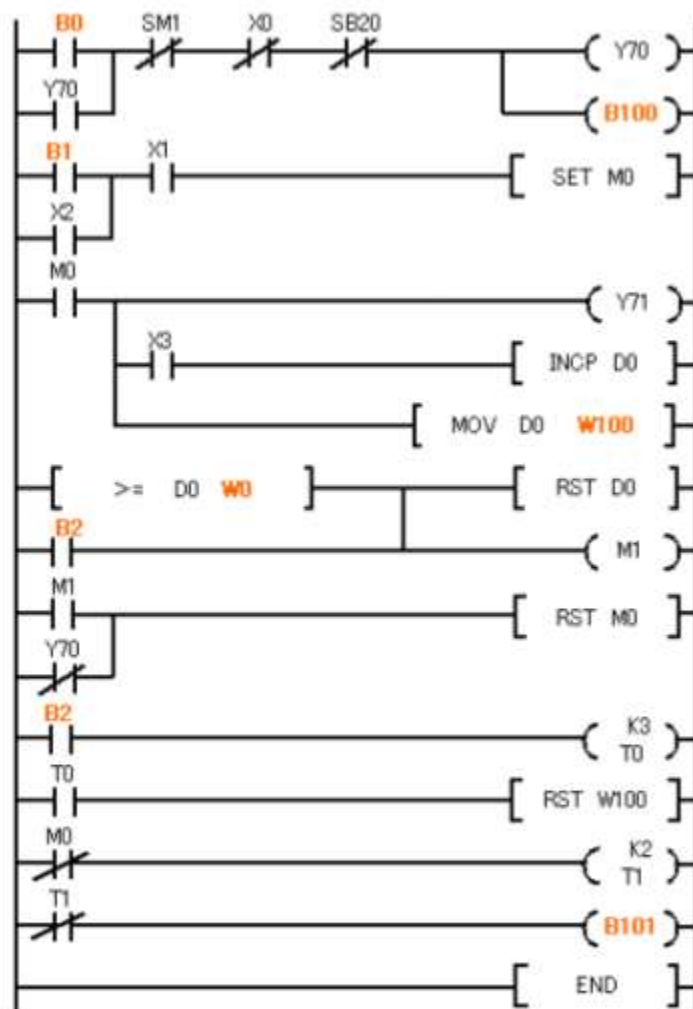 B0 SM1 X0 SB20
Y70
Y70
B100
B1 X1
SET M0
X2
M0
Y71
X3
INCP D0
MOV D0 W100
>= D0 W0
RST D0
B2
M1
M1
RST M0
Y70
B2
K3
T0
T0
RST W100
M0
K2
T1
T1
B101
END